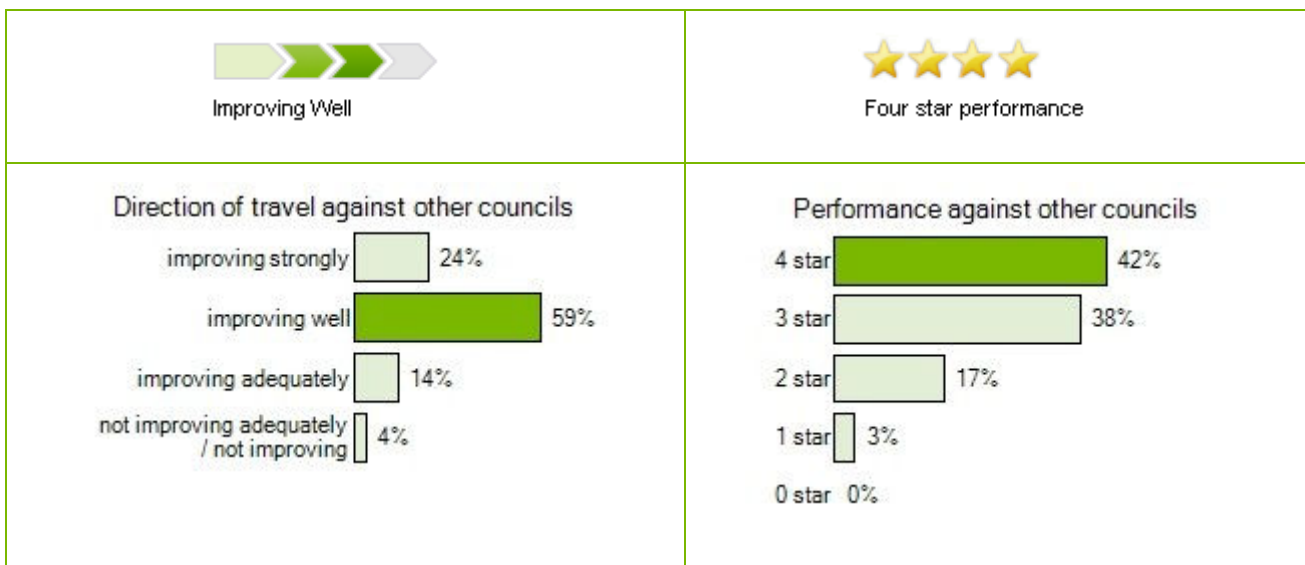 Improving Well
Four star performance
Direction of travel against other councils
improving strongly 24%
improving well 59%
improving adequately 14%
not improving adequately
/ not improving 4%
Performance against other councils
4 star 42%
3 star 38%
2 star 17%
1 star 3%
0 star 0%